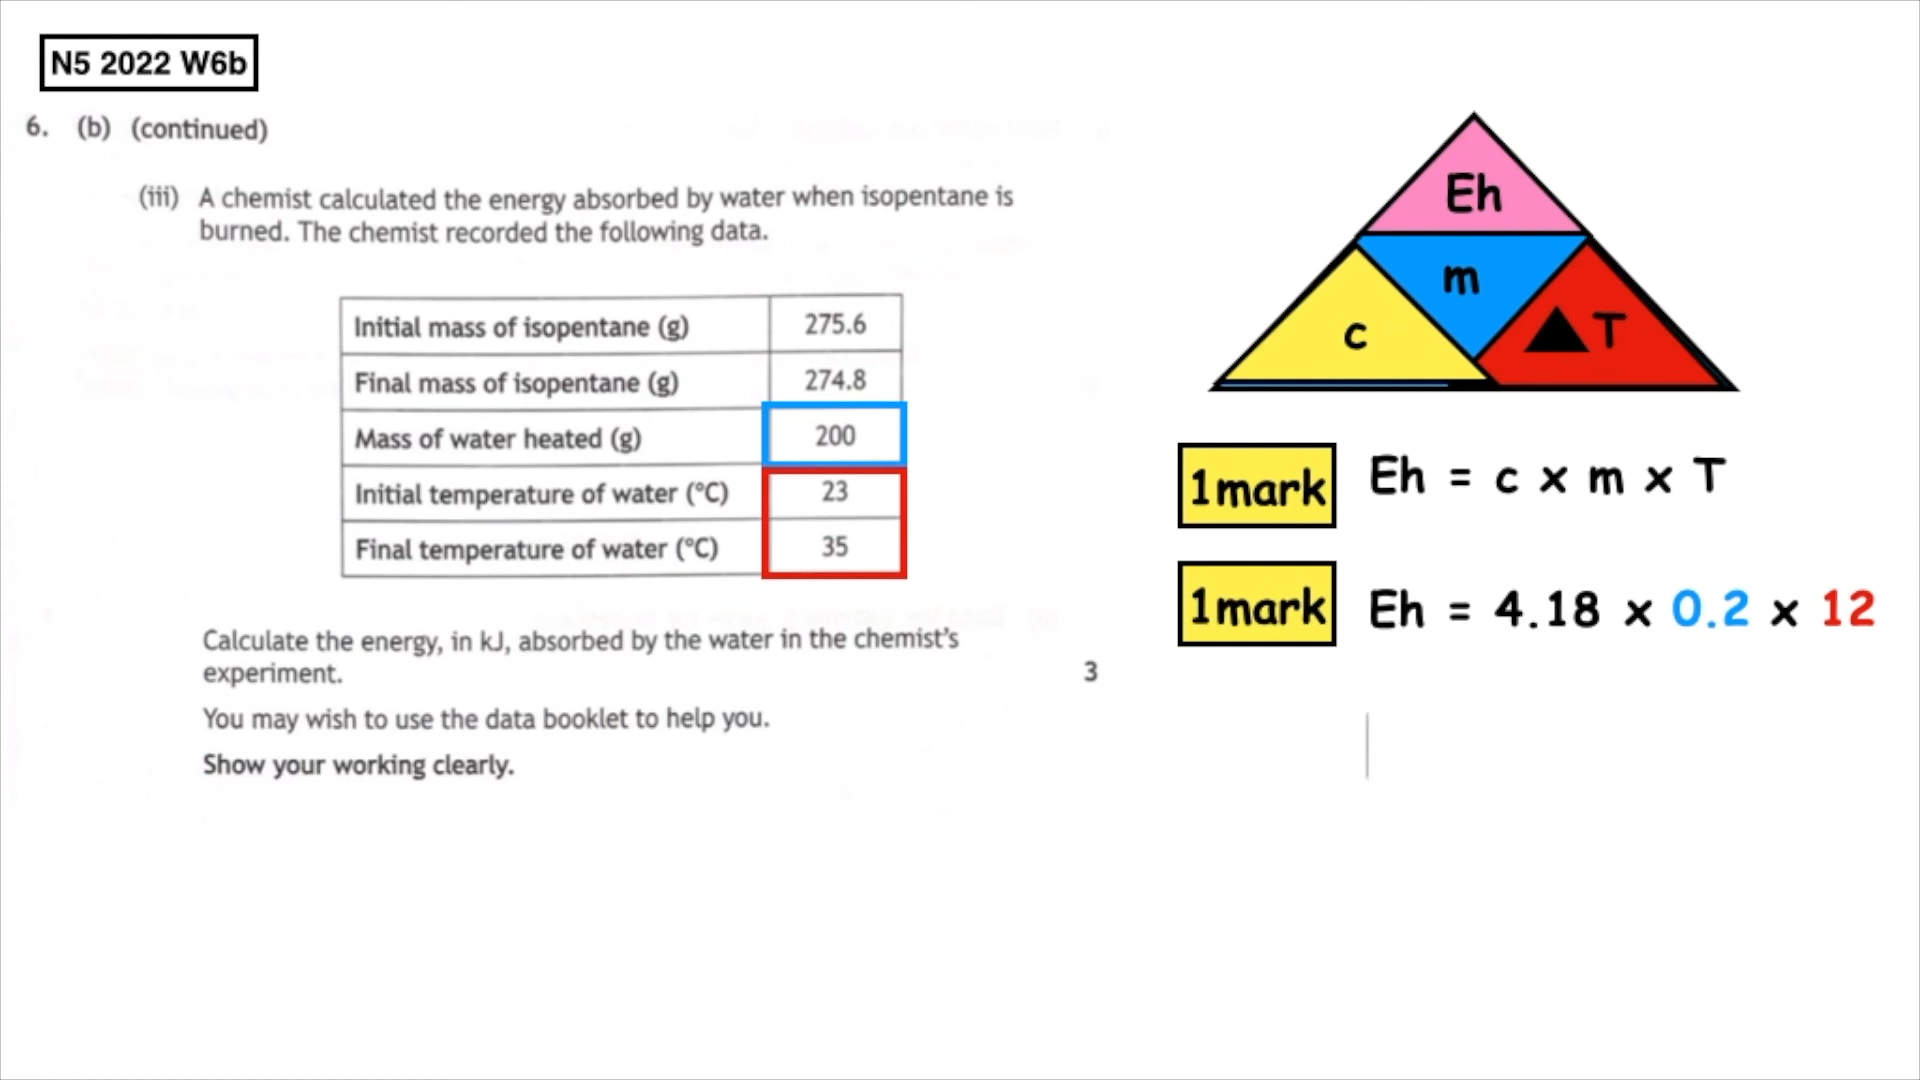 N5 2022 W6b
6. (b) (continued)
(iii) A chemist calculated the energy absorbed by water when isopentane is
burned. The chemist recorded the following data.
Initial mass of isopentane (g) 275.6
Final mass of isopentane (g) 274.8
Mass of water heated (g) 200
Initial temperature of water (°C) 23
Final temperature of water (°C) 35
Calculate the energy, in kJ, absorbed by the water in the chemist's
experiment. 3
You may wish to use the data booklet to help you.
Show your working clearly.
Eh
m
c ▲T
1mark Eh = c x m x T
1mark Eh = 4.18 x 0.2 x 12